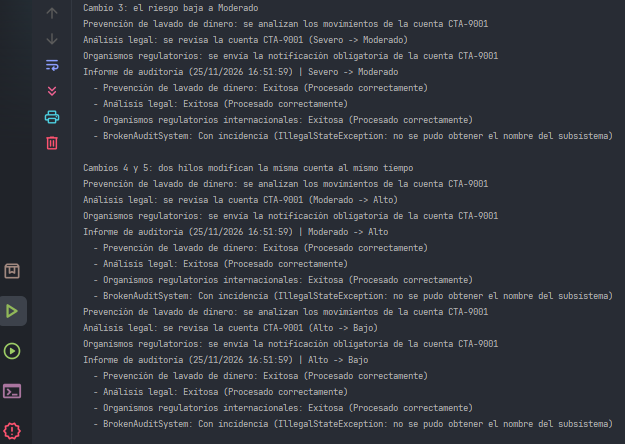 Cambio 3: el riesgo baja a Moderado
Prevención de lavado de dinero: se analizan los movimientos de la cuenta CTA-9001
Análisis legal: se revisa la cuenta CTA-9001 (Severo -> Moderado)
Organismos regulatorios: se envía la notificación obligatoria de la cuenta CTA-9001
Informe de auditoría (25/11/2026 16:51:59) | Severo -> Moderado
- Prevención de lavado de dinero: Exitosa (Procesado correctamente)
- Análisis legal: Exitosa (Procesado correctamente)
- Organismos regulatorios internacionales: Exitosa (Procesado correctamente)
- BrokenAuditSystem: Con incidencia (IllegalStateException: no se pudo obtener el nombre del subsistema)
Cambios 4 y 5: dos hilos modifican la misma cuenta al mismo tiempo
Prevención de lavado de dinero: se analizan los movimientos de la cuenta CTA-9001
Análisis legal: se revisa la cuenta CTA-9001 (Moderado -> Alto)
Organismos regulatorios: se envía la notificación obligatoria de la cuenta CTA-9001
Informe de auditoría (25/11/2026 16:51:59) | Moderado -> Alto
- Prevención de lavado de dinero: Exitosa (Procesado correctamente)
- Análisis legal: Exitosa (Procesado correctamente)
- Organismos regulatorios internacionales: Exitosa (Procesado correctamente)
- BrokenAuditSystem: Con incidencia (IllegalStateException: no se pudo obtener el nombre del subsistema)
Prevención de lavado de dinero: se analizan los movimientos de la cuenta CTA-9001
Análisis legal: se revisa la cuenta CTA-9001 (Alto -> Bajo)
Organismos regulatorios: se envía la notificación obligatoria de la cuenta CTA-9001
Informe de auditoría (25/11/2026 16:51:59) | Alto -> Bajo
- Prevención de lavado de dinero: Exitosa (Procesado correctamente)
- Análisis legal: Exitosa (Procesado correctamente)
- Organismos regulatorios internacionales: Exitosa (Procesado correctamente)
- BrokenAuditSystem: Con incidencia (IllegalStateException: no se pudo obtener el nombre del subsistema)